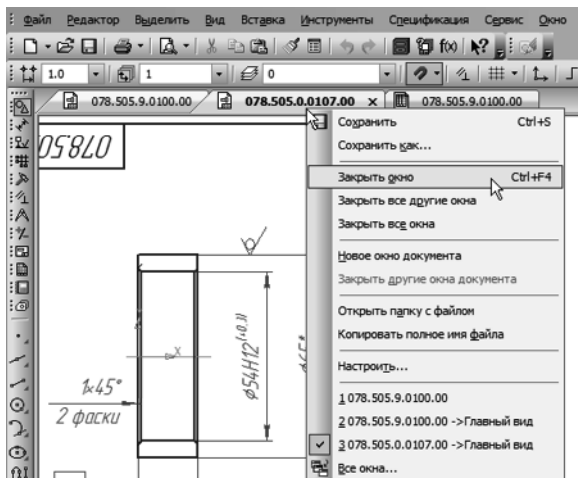 Файл Редактор Выделить Вид Вставка Инструменты Спецификация Сервис Окно
f(x)
1.0 1 0
078.505.9.0100.00 078.505.0.0107.00 x 078.505.9.0100.00
Сохранить Ctrl+S
Сохранить как...
Закрыть окно Ctrl+F4
Закрыть все другие окна
Закрыть все окна
Новое окно документа
Закрыть другие окна документа
Открыть папку с файлом
Копировать полное имя файла
Настроить...
1 078.505.9.0100.00
2 078.505.9.0100.00 ->Главный вид
3 078.505.0.0107.00 ->Главный вид
Все окна...
X
ø54H12(+0,3)
1x45°
2 фаски